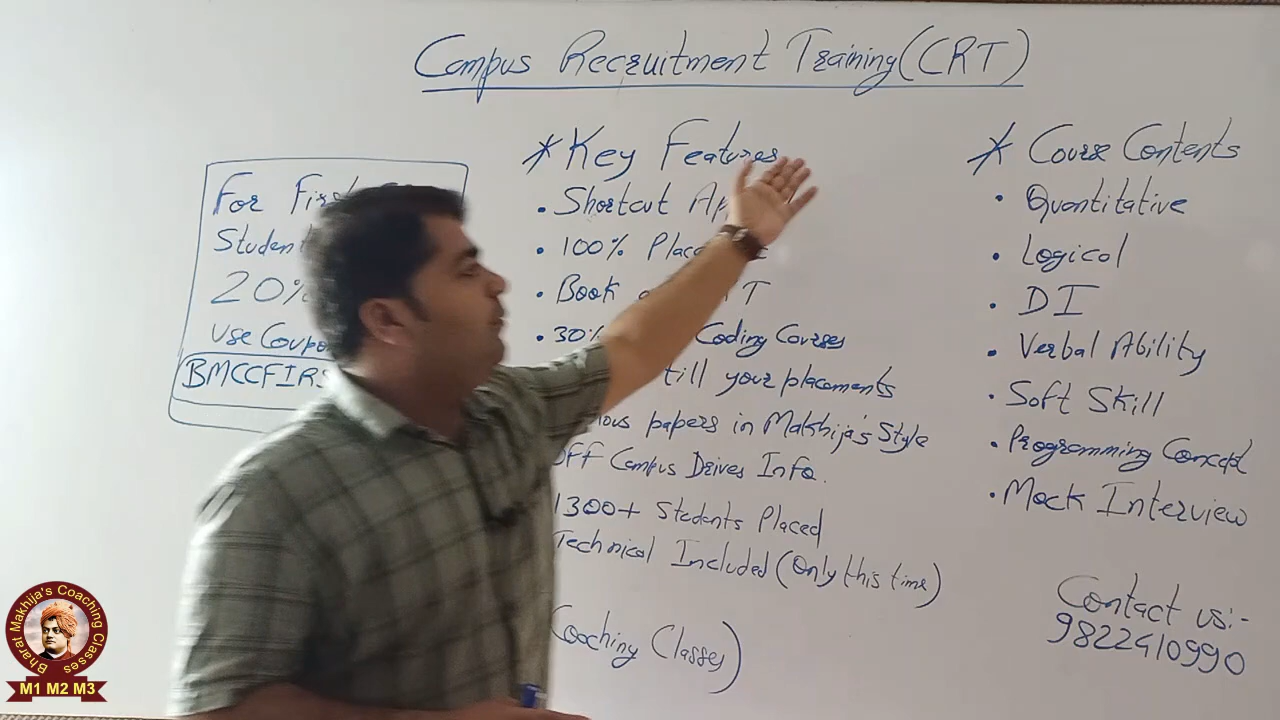 Campus Recruitment Training (CRT)
For First
Student
20%
Use Coupo
BMCCFIRS
* Key Features
• Shortcut Ap
• 100% Plac
• Book
T
• 30% Coding Courses
till your placements
ious papers in Makhija's Style
Off Campus Drives Info.
1300+ Students Placed
Technical Included (Only this time)
Coaching Classes)
* Course Contents
• Quantitative
• Logical
• DI
• Verbal Ability
• Soft Skill
• Programming Concept
• Mock Interview
Contact us:-
9822410990
Bharat Makhija's Coaching Classes
M1 M2 M3